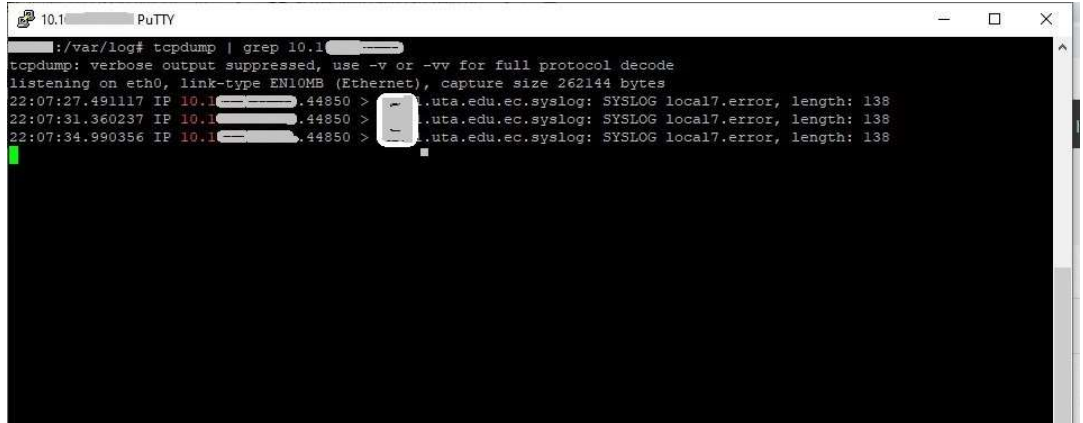 10.1 PuTTY
:/var/log# tcpdump | grep 10.1
tcpdump: verbose output suppressed, use -v or -vv for full protocol decode
listening on eth0, link-type EN10MB (Ethernet), capture size 262144 bytes
22:07:27.491117 IP 10.1 .44850 > .uta.edu.ec.syslog: SYSLOG local7.error, length: 138
22:07:31.360237 IP 10.1 .44850 > .uta.edu.ec.syslog: SYSLOG local7.error, length: 138
22:07:34.990356 IP 10.1 .44850 > .uta.edu.ec.syslog: SYSLOG local7.error, length: 138